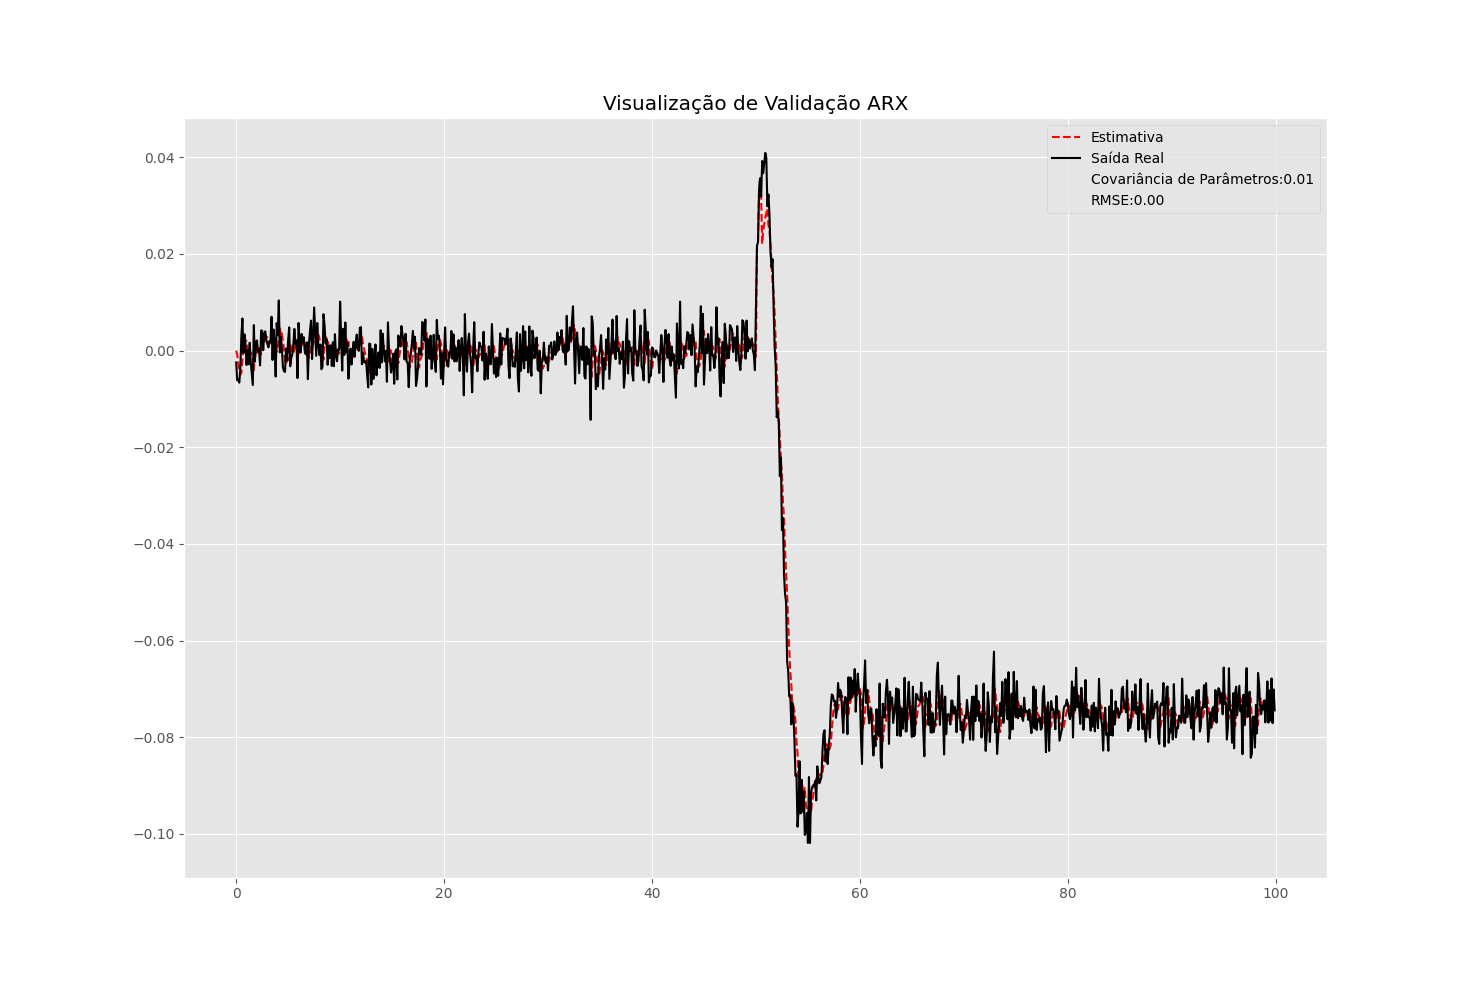 Visualização de Validação ARX
Estimativa
Saída Real
Covariância de Parâmetros:0.01
RMSE:0.00
0.04
0.02
0.00
−0.02
−0.04
−0.06
−0.08
−0.10
0 20 40 60 80 100